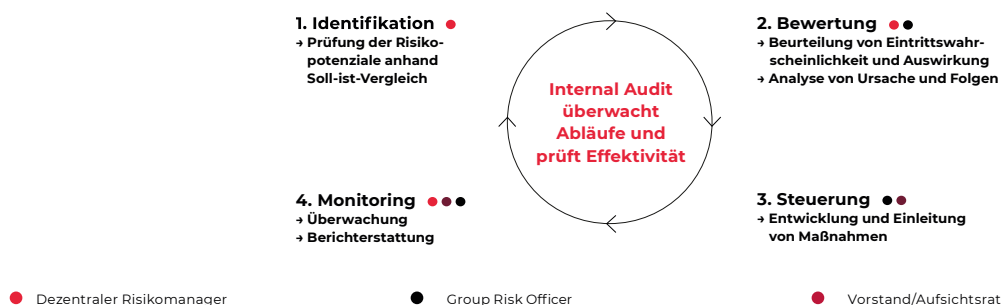 1. Identifikation
→ Prüfung der Risiko-
potenziale anhand
Soll-ist-Vergleich
2. Bewertung
→ Beurteilung von Eintrittswahr-
scheinlichkeit und Auswirkung
→ Analyse von Ursache und Folgen
Internal Audit
überwacht
Abläufe und
prüft Effektivität
4. Monitoring
→ Überwachung
→ Berichterstattung
3. Steuerung
→ Entwicklung und Einleitung
von Maßnahmen
Dezentraler Risikomanager
Group Risk Officer
Vorstand/Aufsichtsrat